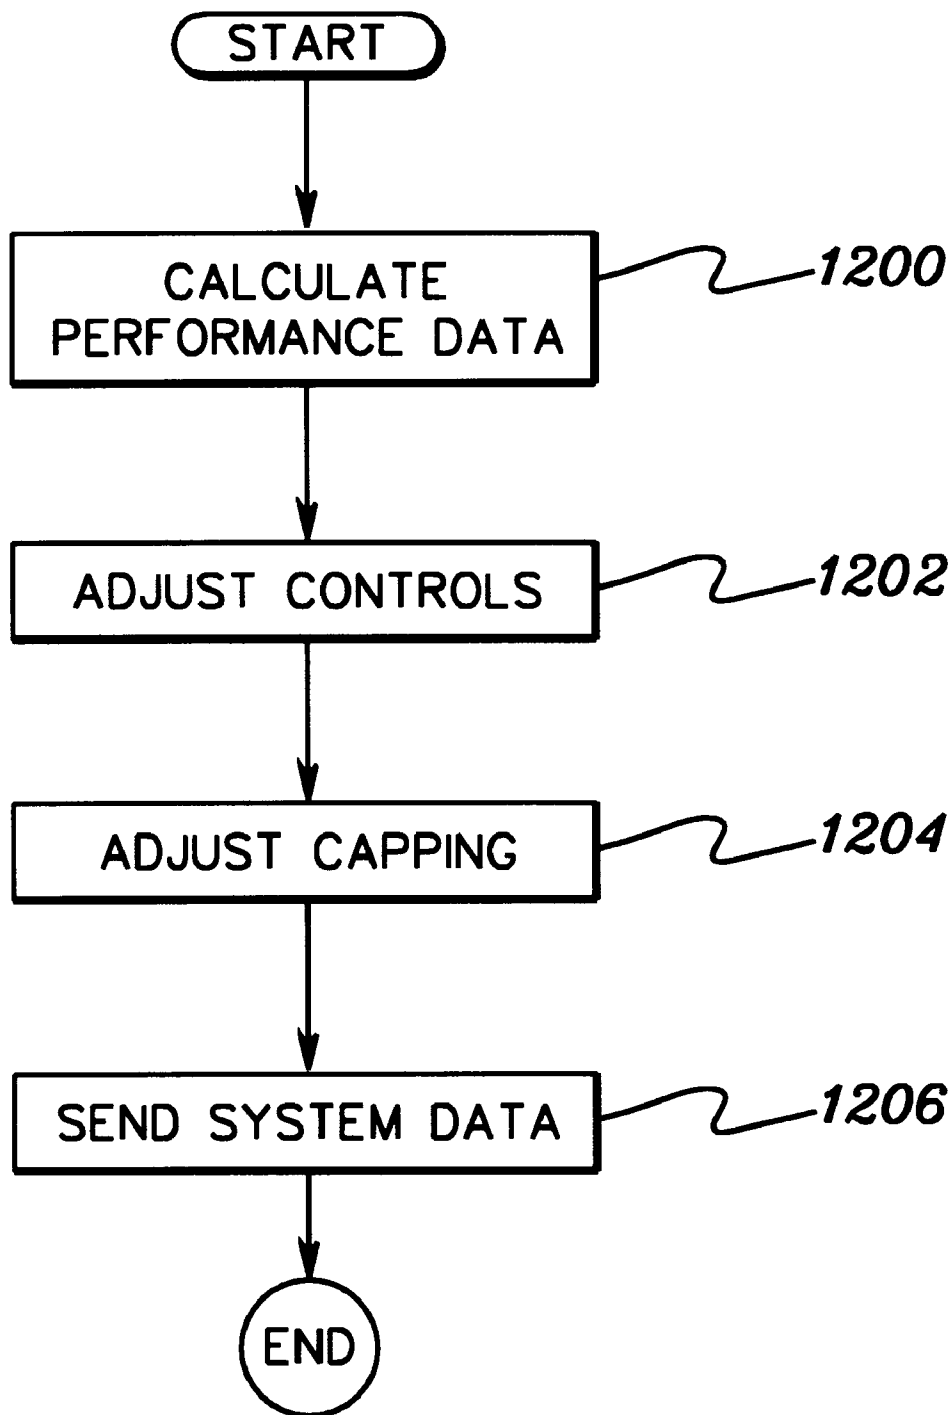 START
CALCULATE
PERFORMANCE DATA
1200
ADJUST CONTROLS
1202
ADJUST CAPPING
1204
SEND SYSTEM DATA
1206
END